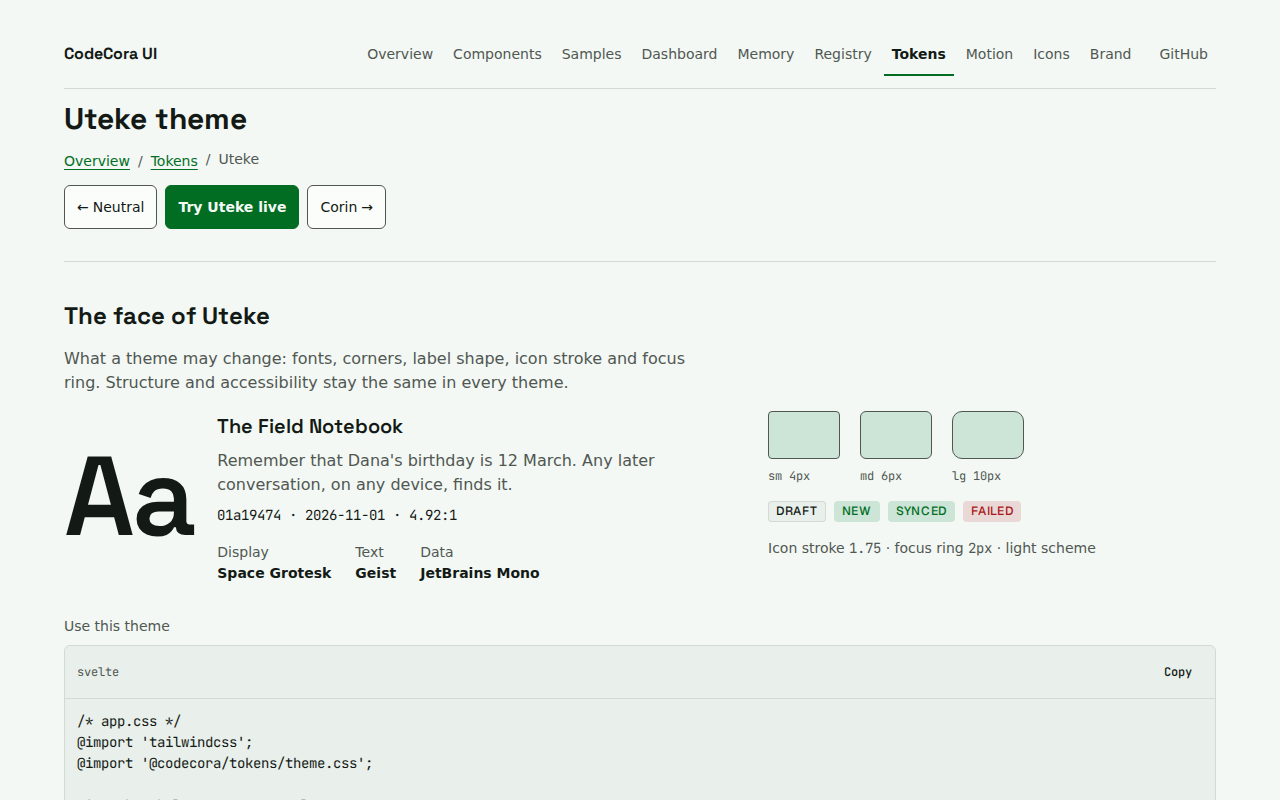 CodeCora UI
Overview Components Samples Dashboard Memory Registry Tokens Motion Icons Brand GitHub
Uteke theme
Overview / Tokens / Uteke
← Neutral Try Uteke live Corin →
The face of Uteke
What a theme may change: fonts, corners, label shape, icon stroke and focus
ring. Structure and accessibility stay the same in every theme.
Aa
The Field Notebook
Remember that Dana's birthday is 12 March. Any later
conversation, on any device, finds it.
01a19474 · 2026-11-01 · 4.92:1
Display Text Data
Space Grotesk Geist JetBrains Mono
sm 4px md 6px lg 10px
DRAFT NEW SYNCED FAILED
Icon stroke 1.75 · focus ring 2px · light scheme
Use this theme
svelte Copy
/* app.css */
@import 'tailwindcss';
@import '@codecora/tokens/theme.css';